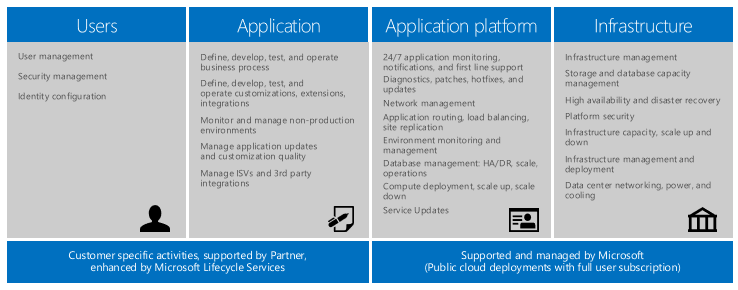 Users
User management
Security management
Identity configuration
Application
Define, develop, test, and operate
business process
Define, develop, test, and
operate customizations, extensions,
integrations
Monitor and manage non-production
environments
Manage application updates
and customization quality
Manage ISVs and 3rd party
integrations
Application platform
24/7 application monitoring,
notifications, and first line support
Diagnostics, patches, hotfixes, and
updates
Network management
Application routing, load balancing,
site replication
Environment monitoring and
management
Database management: HA/DR, scale,
operations
Compute deployment, scale up, scale
down
Service Updates
Infrastructure
Infrastructure management
Storage and database capacity
management
High availability and disaster recovery
Platform security
Infrastructure capacity, scale up and
down
Infrastructure management and
deployment
Data center networking, power, and
cooling
Customer specific activities, supported by Partner,
enhanced by Microsoft Lifecycle Services
Supported and managed by Microsoft
(Public cloud deployments with full user subscription)